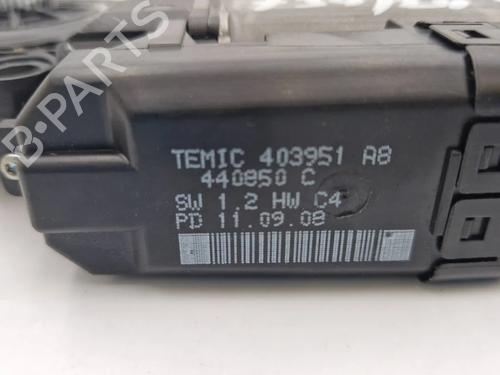 TEMIC 403951 A8
440850 C
SW 1.2 HW C4
PD 11.09.08
B-PARTS